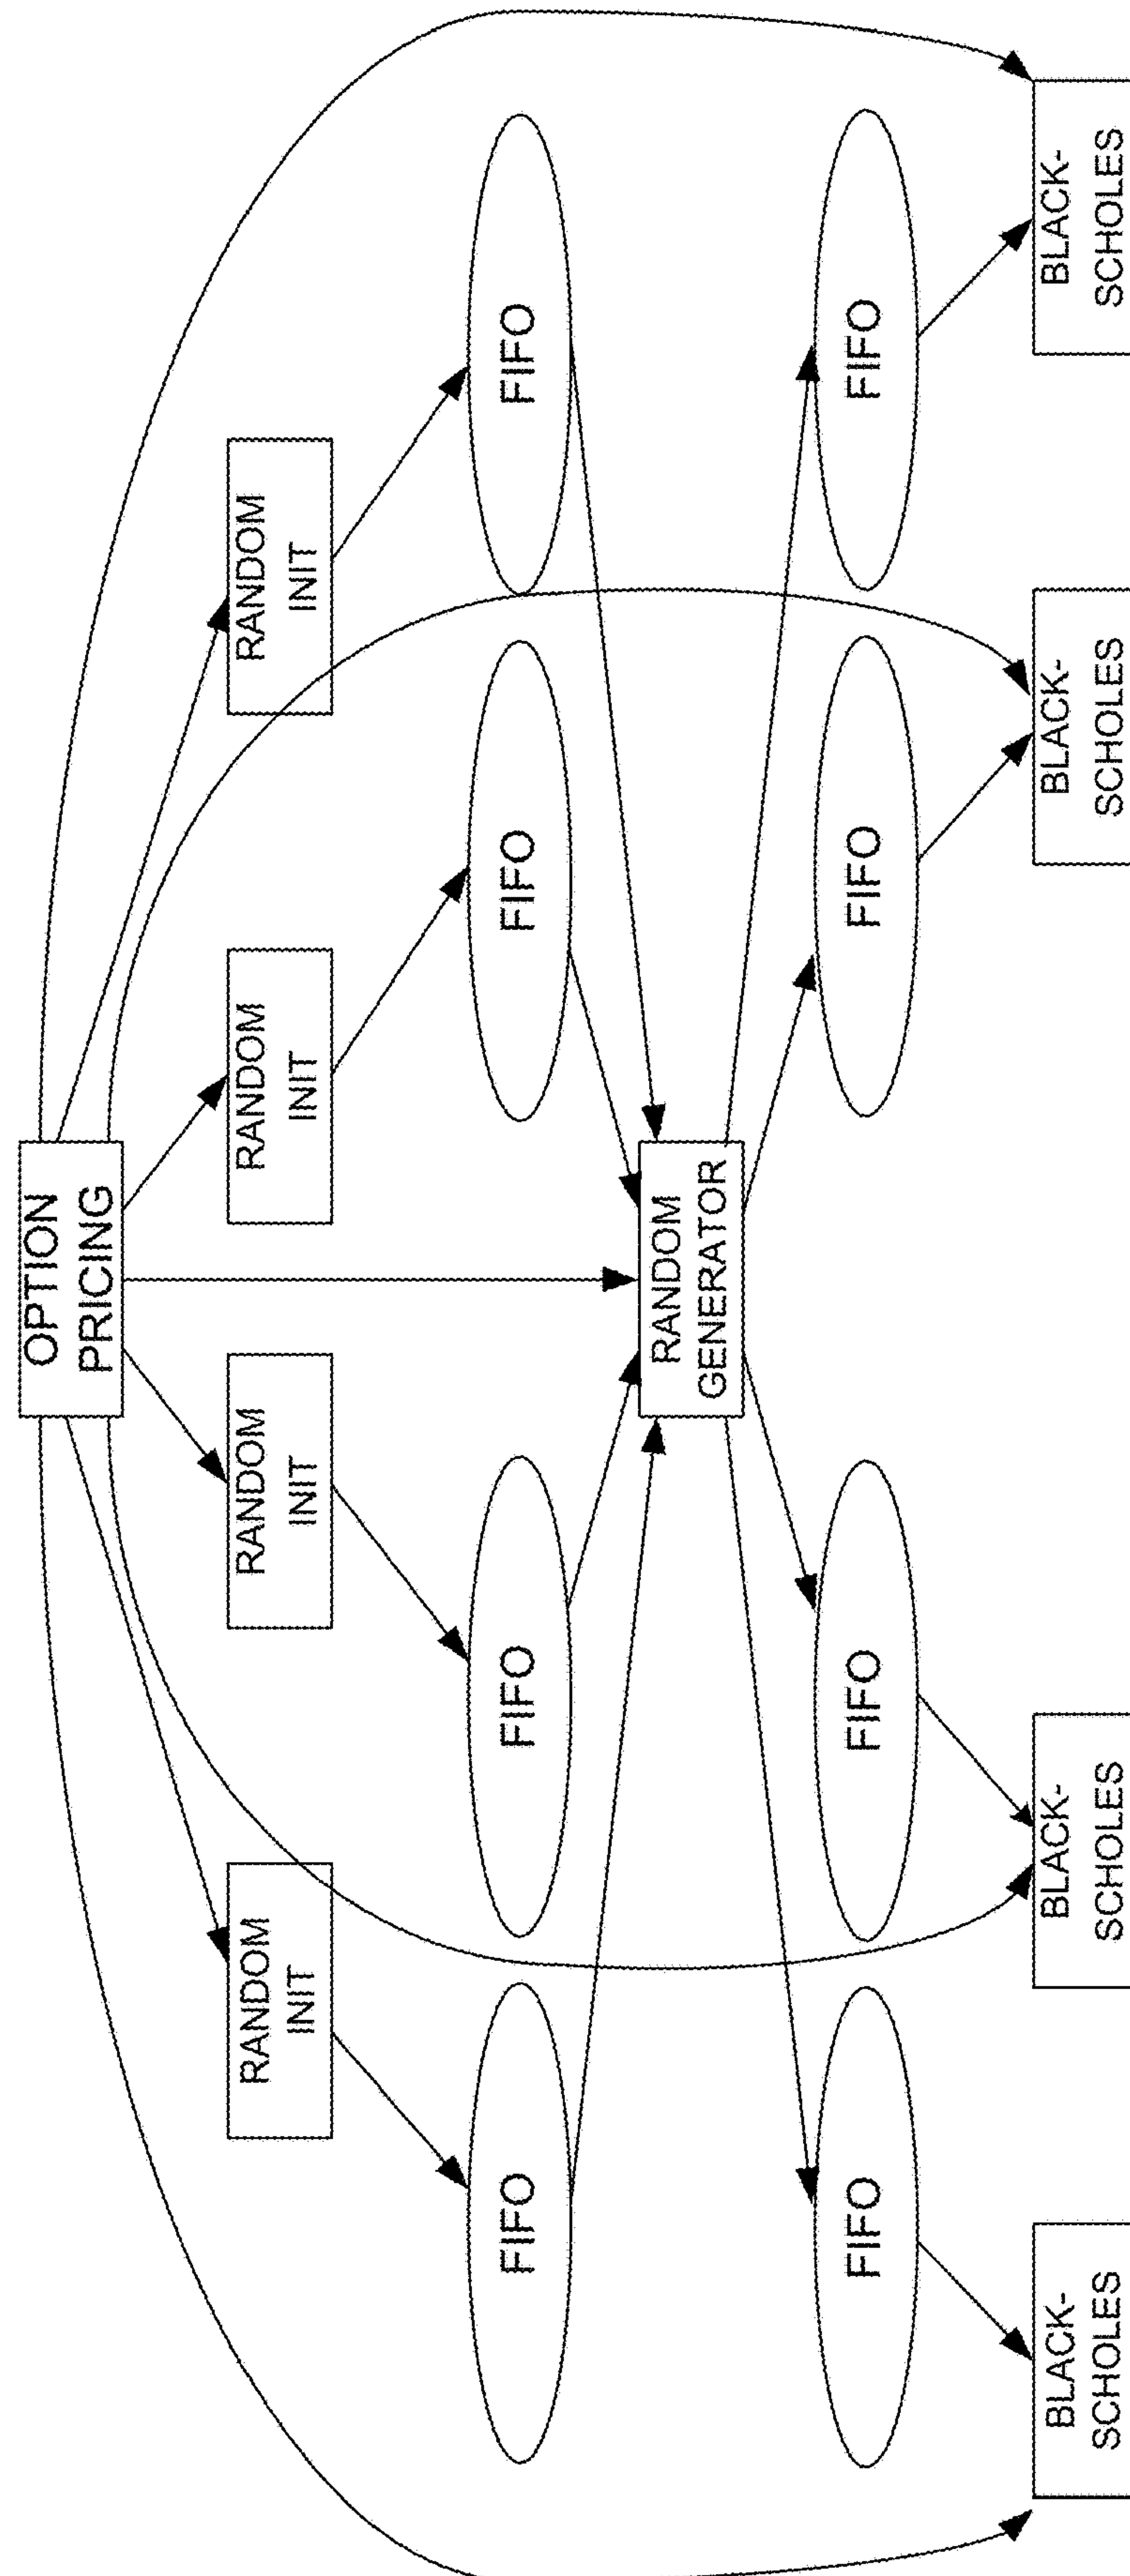 OPTION
PRICING
RANDOM
INIT
RANDOM
INIT
RANDOM
INIT
RANDOM
INIT
FIFO
FIFO
FIFO
FIFO
RANDOM
GENERATOR
FIFO
FIFO
FIFO
FIFO
BLACK-
SCHOLES
BLACK-
SCHOLES
BLACK-
SCHOLES
BLACK-
SCHOLES